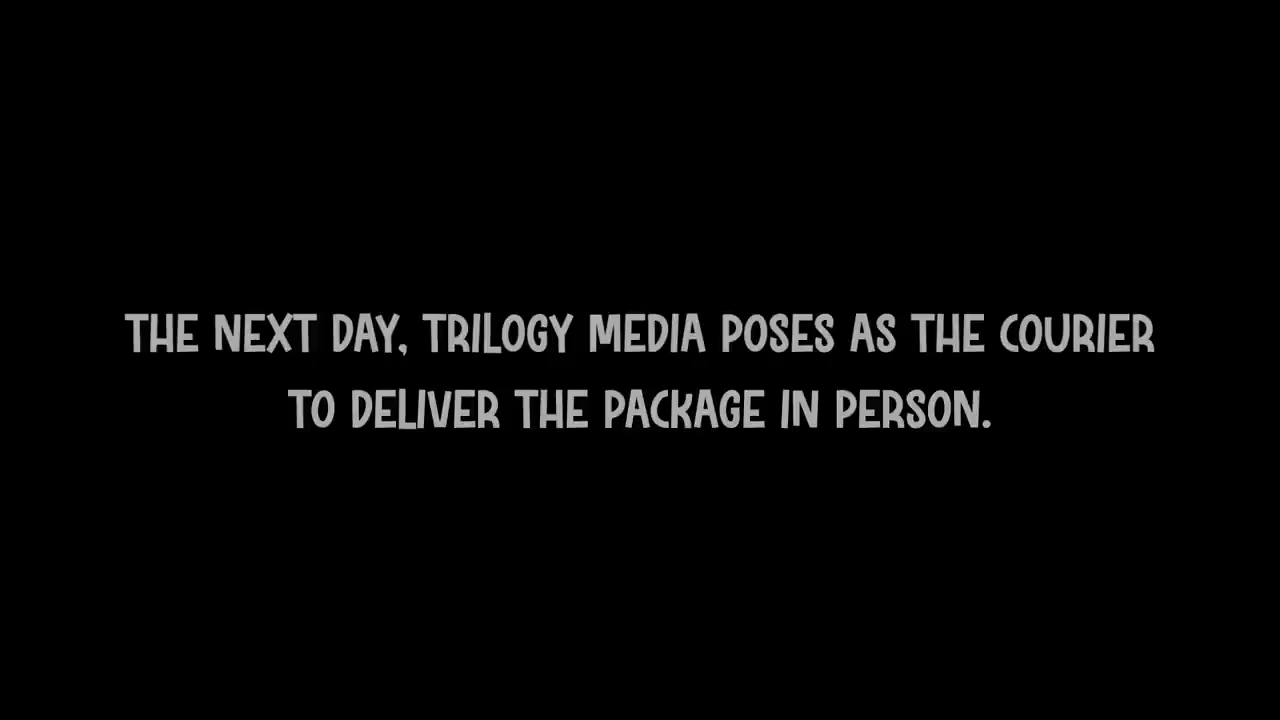 THE NEXT DAY, TRILOGY MEDIA POSES AS THE COURIER
TO DELIVER THE PACKAGE IN PERSON.